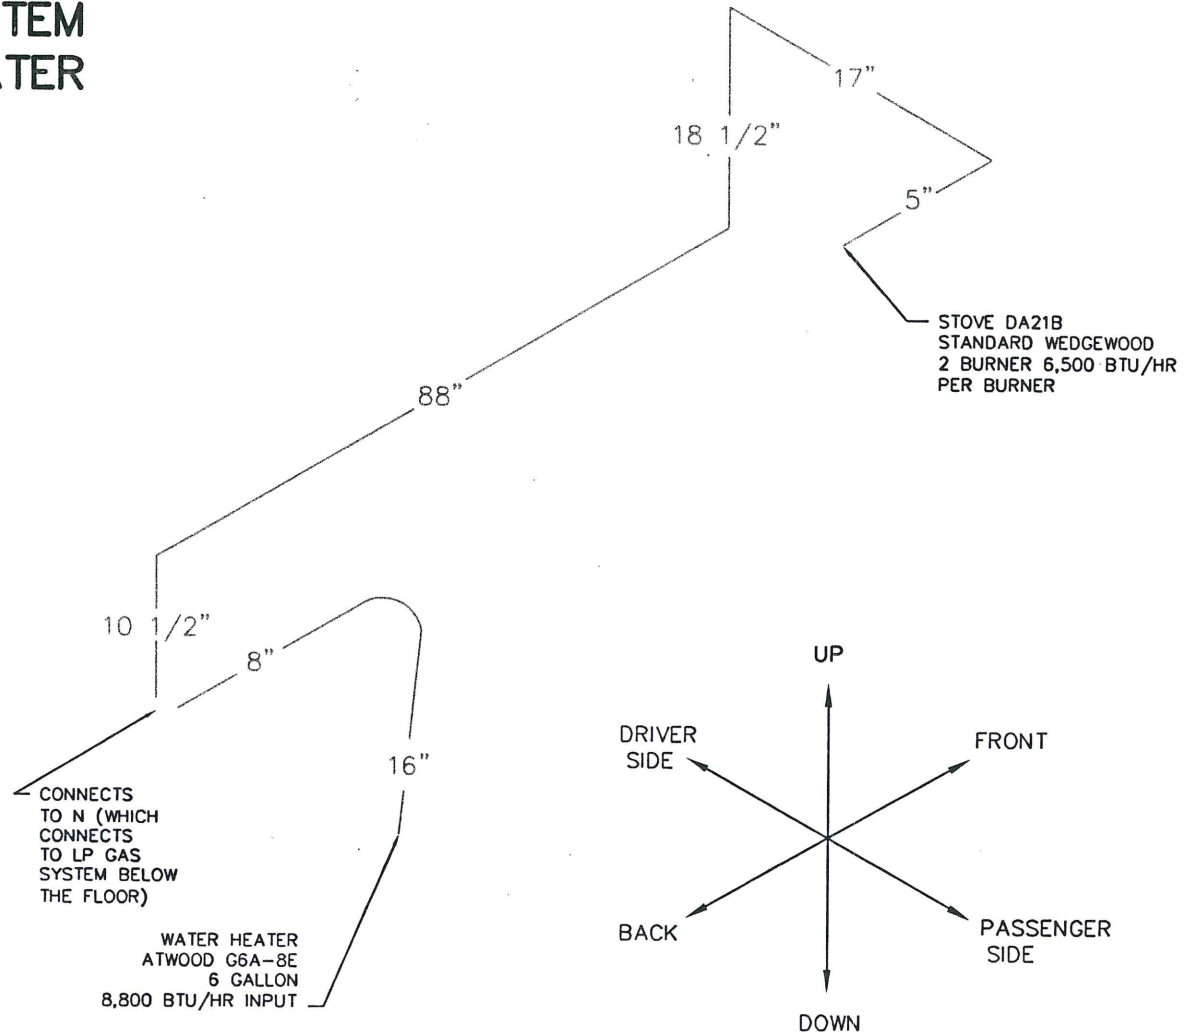 TEM
ATER
17"
18 1/2"
5"
STOVE DA21B
STANDARD WEDGEWOOD
2 BURNER 6,500 BTU/HR
PER BURNER
88"
10 1/2"
8"
16"
CONNECTS
TO N (WHICH
CONNECTS
TO LP GAS
SYSTEM BELOW
THE FLOOR)
WATER HEATER
ATWOOD G6A-8E
6 GALLON
8,800 BTU/HR INPUT
UP
DRIVER
SIDE
FRONT
BACK
PASSENGER
SIDE
DOWN